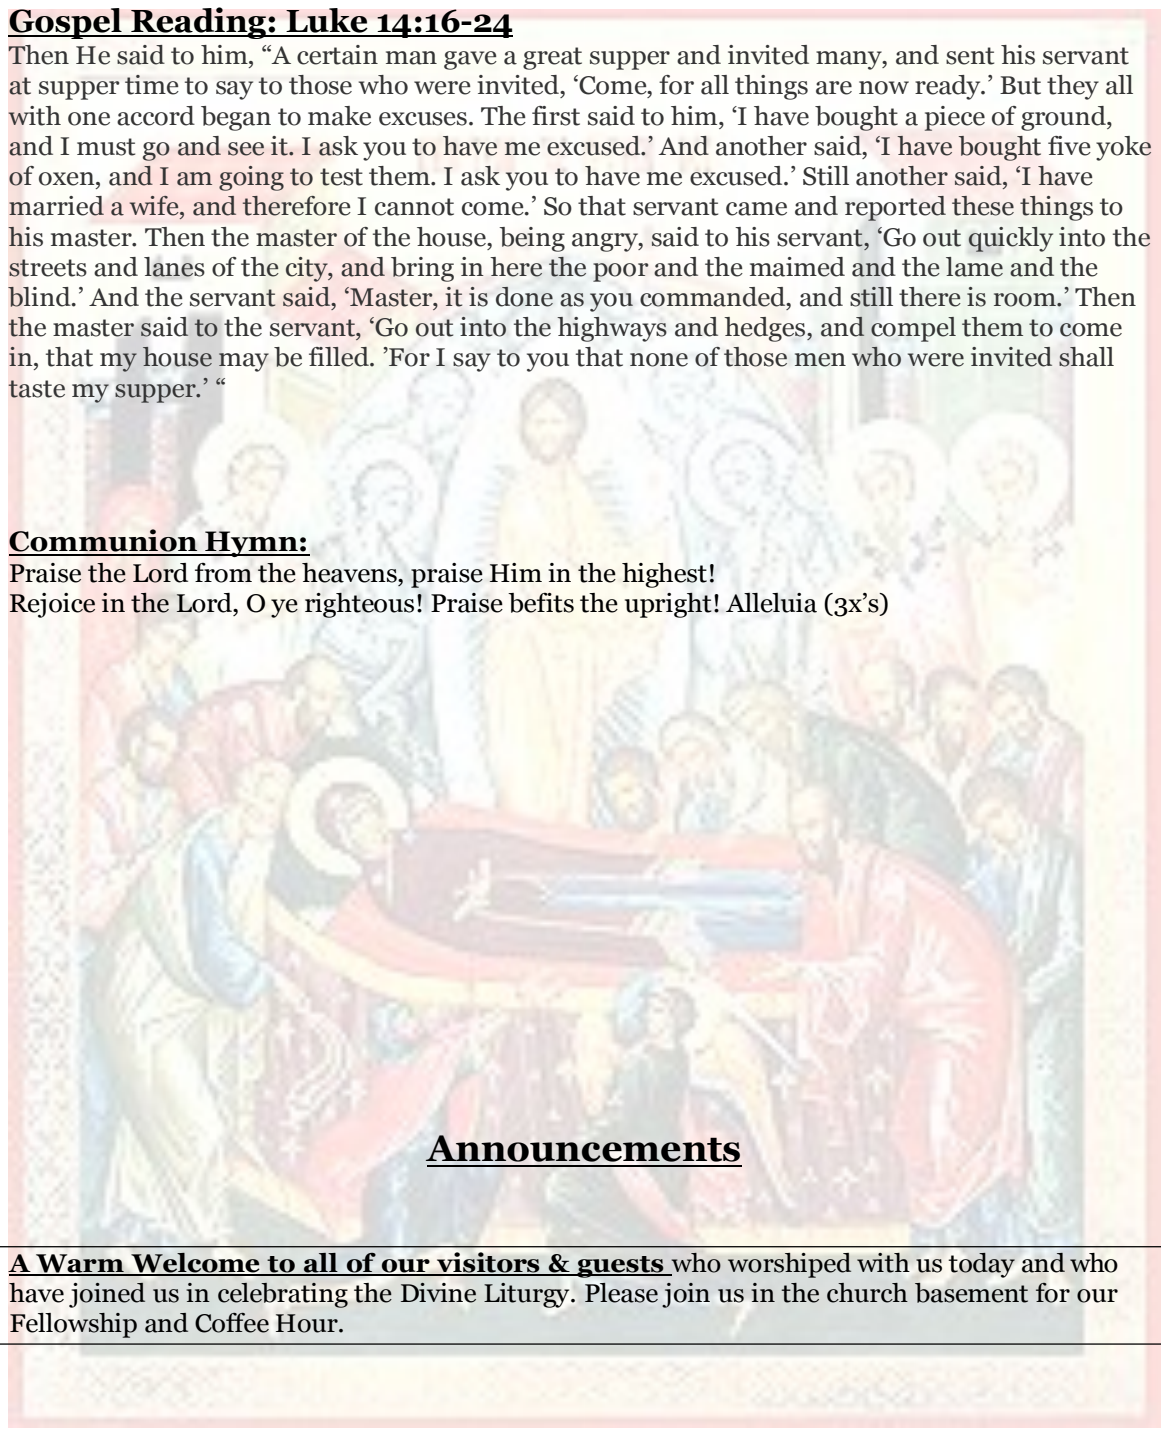 Gospel Reading: Luke 14:16-24
Then He said to him, “A certain man gave a great supper and invited many, and sent his servant
at supper time to say to those who were invited, ‘Come, for all things are now ready.’ But they all
with one accord began to make excuses. The first said to him, ‘I have bought a piece of ground,
and I must go and see it. I ask you to have me excused.’ And another said, ‘I have bought five yoke
of oxen, and I am going to test them. I ask you to have me excused.’ Still another said, ‘I have
married a wife, and therefore I cannot come.’ So that servant came and reported these things to
his master. Then the master of the house, being angry, said to his servant, ‘Go out quickly into the
streets and lanes of the city, and bring in here the poor and the maimed and the lame and the
blind.’ And the servant said, ‘Master, it is done as you commanded, and still there is room.’ Then
the master said to the servant, ‘Go out into the highways and hedges, and compel them to come
in, that my house may be filled. ’For I say to you that none of those men who were invited shall
taste my supper.’ “
Communion Hymn:
Praise the Lord from the heavens, praise Him in the highest!
Rejoice in the Lord, O ye righteous! Praise befits the upright! Alleluia (3x’s)
Announcements
A Warm Welcome to all of our visitors & guests who worshiped with us today and who
have joined us in celebrating the Divine Liturgy. Please join us in the church basement for our
Fellowship and Coffee Hour.